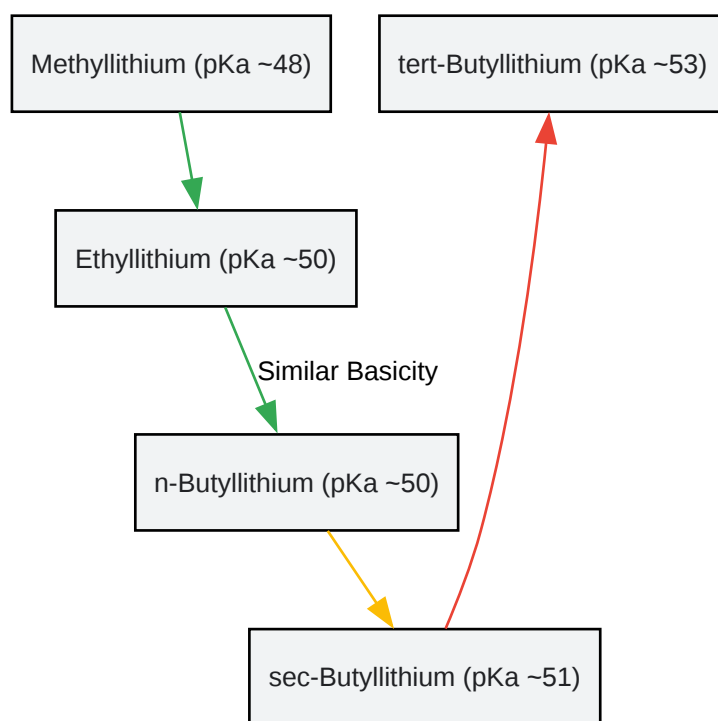 Methyllithium (pKa ~48)
tert-Butyllithium (pKa ~53)
Ethyllithium (pKa ~50)
Similar Basicity
n-Butyllithium (pKa ~50)
sec-Butyllithium (pKa ~51)